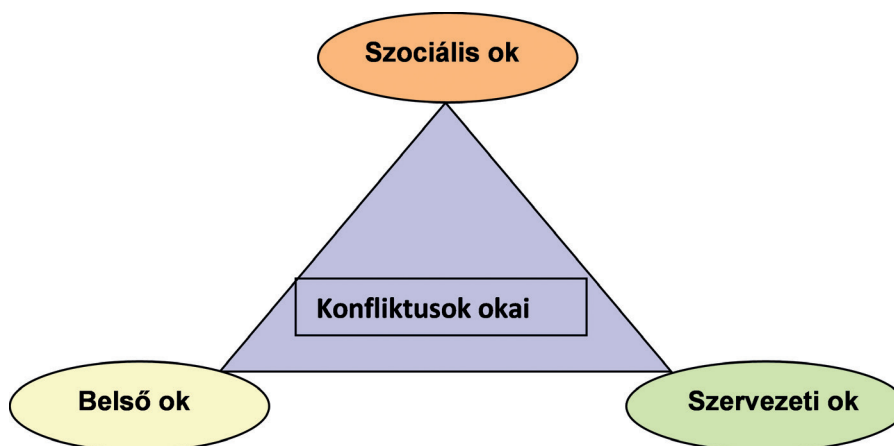 Szociális ok
Konfliktusok okai
Belső ok
Szervezeti ok